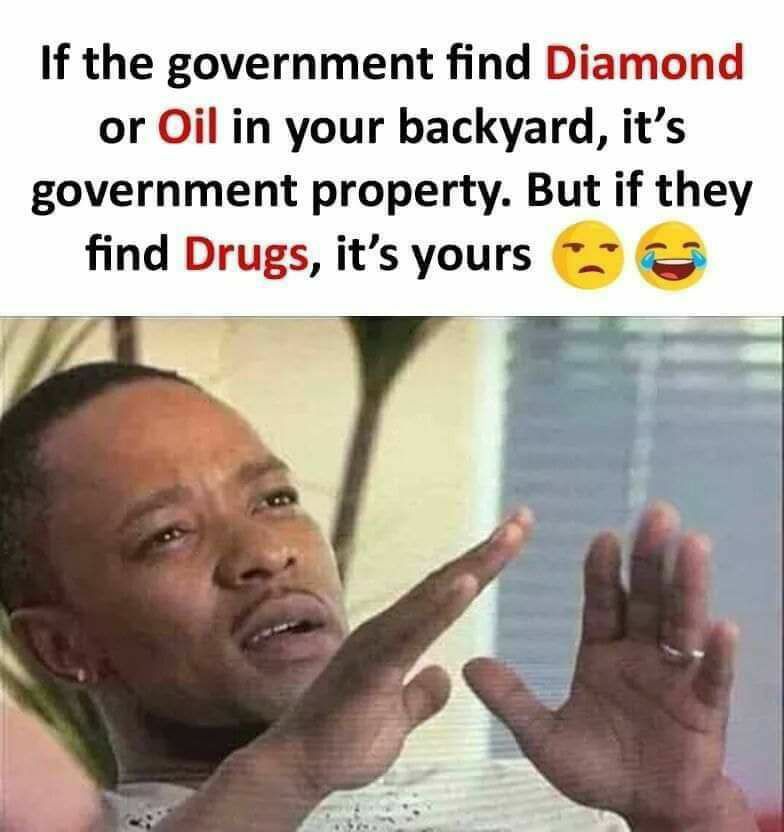 If the government find Diamond
or Oil in your backyard, it's
government property. But if they
find Drugs, it's yours 😒😂